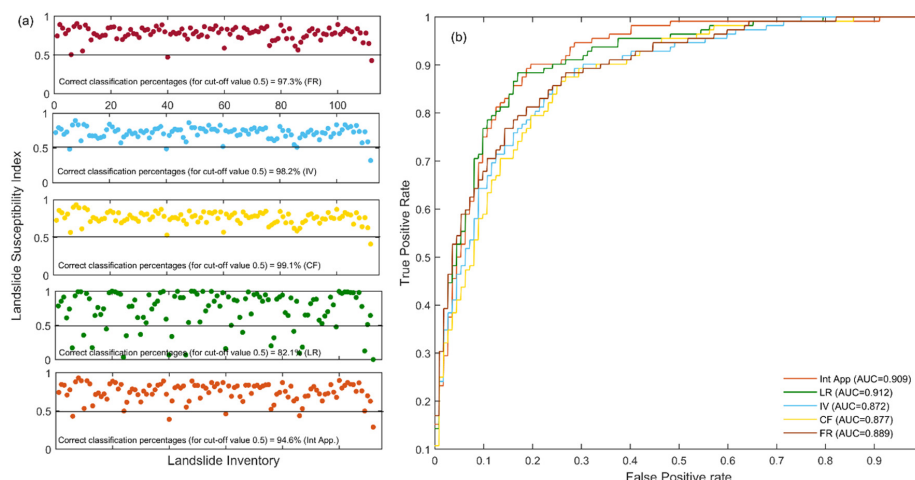 (a)
1
0.5
0
Correct classification percentages (for cut-off value 0.5) = 97.3% (FR)
0 20 40 60 80 100
1
0.5
0
Correct classification percentages (for cut-off value 0.5) = 98.2% (IV)
1
0.5
0
Correct classification percentages (for cut-off value 0.5) = 99.1% (CF)
1
0.5
0
Correct classification percentages (for cut-off value 0.5) = 82.1% (LR)
1
0.5
0
Correct classification percentages (for cut-off value 0.5) = 94.6% (Int App.)
Landslide Susceptibility Index
Landslide Inventory
(b)
1
0.9
0.8
0.7
0.6
0.5
0.4
0.3
0.2
0.1
True Positive Rate
Int App (AUC=0.909)
LR (AUC=0.912)
IV (AUC=0.872)
CF (AUC=0.877)
FR (AUC=0.889)
0 0.1 0.2 0.3 0.4 0.5 0.6 0.7 0.8 0.9
False Positive rate